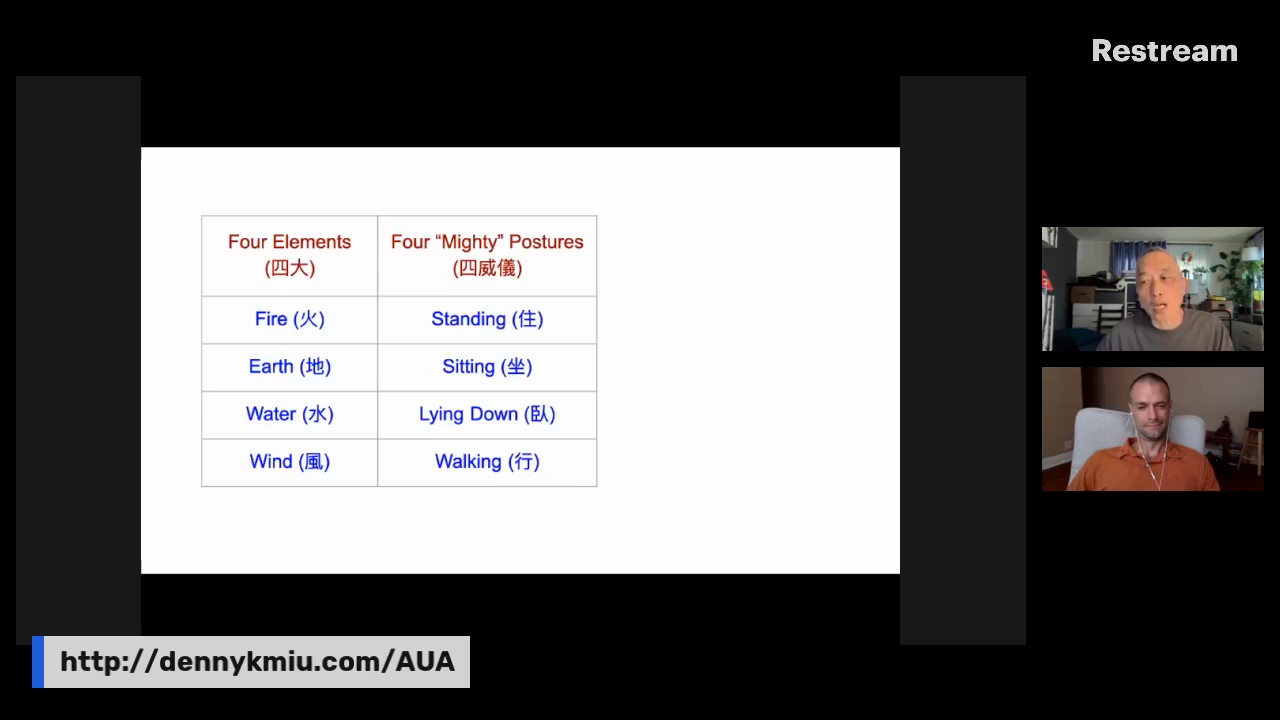 Restream
Four Elements
(四大)
Four “Mighty” Postures
(四威儀)
Fire (火)
Standing (住)
Earth (地)
Sitting (坐)
Water (水)
Lying Down (臥)
Wind (風)
Walking (行)
http://dennykmiu.com/AUA